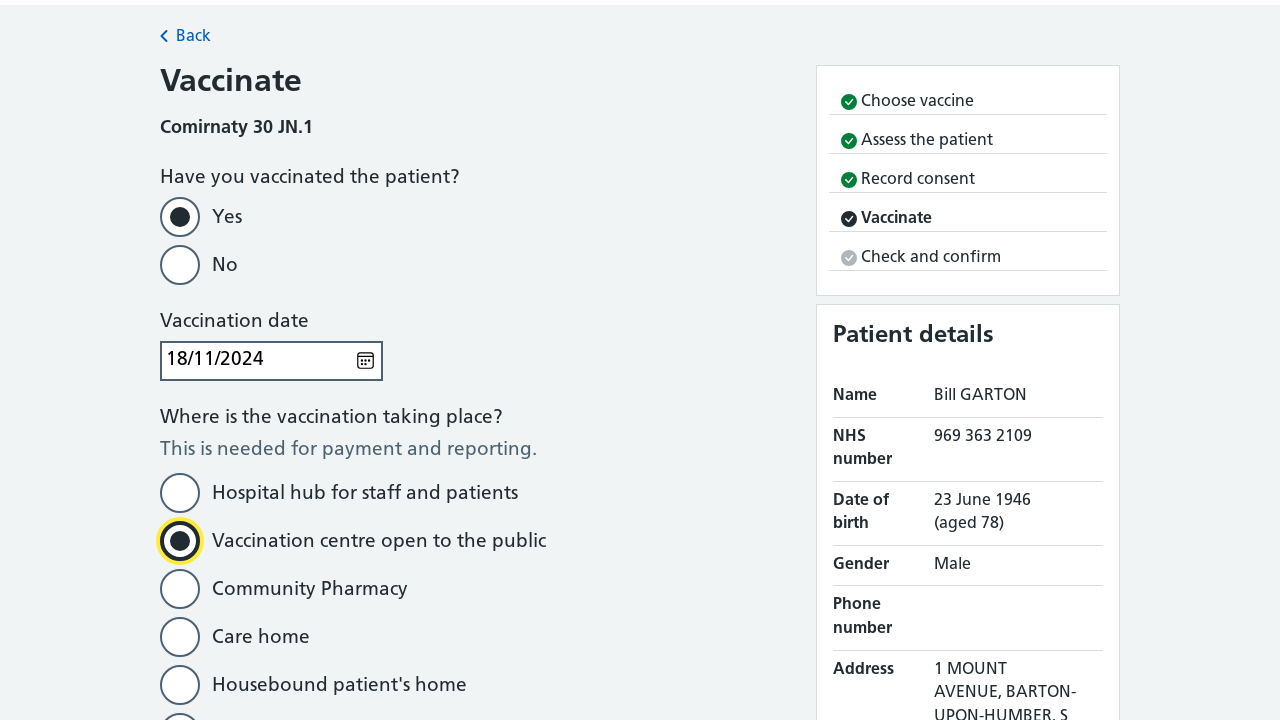 Back
Vaccinate
Comirnaty 30 JN.1
Have you vaccinated the patient?
Yes
No
Vaccination date
18/11/2024
Where is the vaccination taking place?
This is needed for payment and reporting.
Hospital hub for staff and patients
Vaccination centre open to the public
Community Pharmacy
Care home
Housebound patient's home
Choose vaccine
Assess the patient
Record consent
Vaccinate
Check and confirm
Patient details
Name Bill GARTON
NHS number 969 363 2109
Date of birth 23 June 1946 (aged 78)
Gender Male
Phone number
Address 1 MOUNT
AVENUE, BARTON-
UPON-HUMBER, S